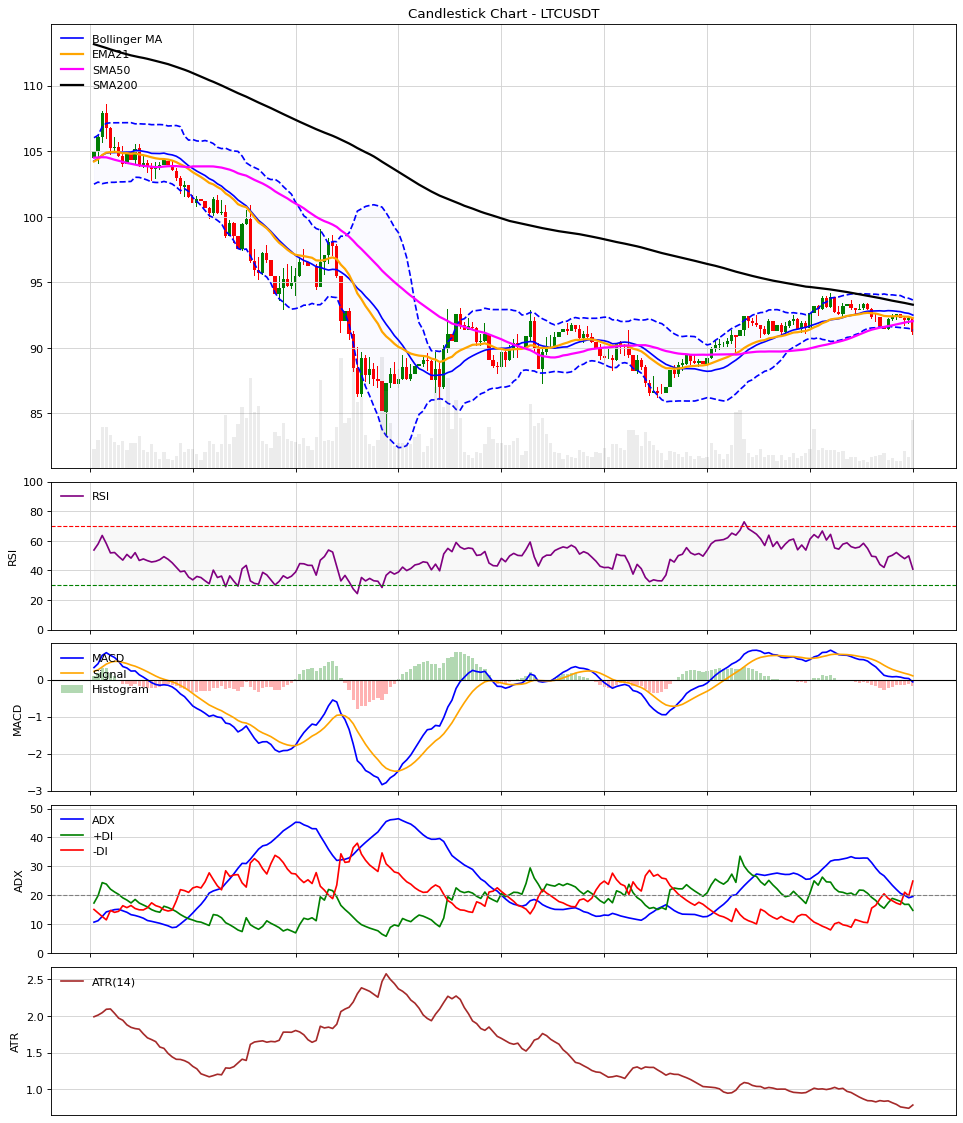 Candlestick Chart - LTCUSDT
Bollinger MA
EMA21
SMA50
SMA200
110
105
100
95
90
85
RSI
100
80
60
40
20
0
RSI
MACD
Signal
Histogram
0
−1
−2
−3
MACD
ADX
+DI
-DI
50
40
30
20
10
0
ADX
ATR(14)
2.5
2.0
1.5
1.0
ATR